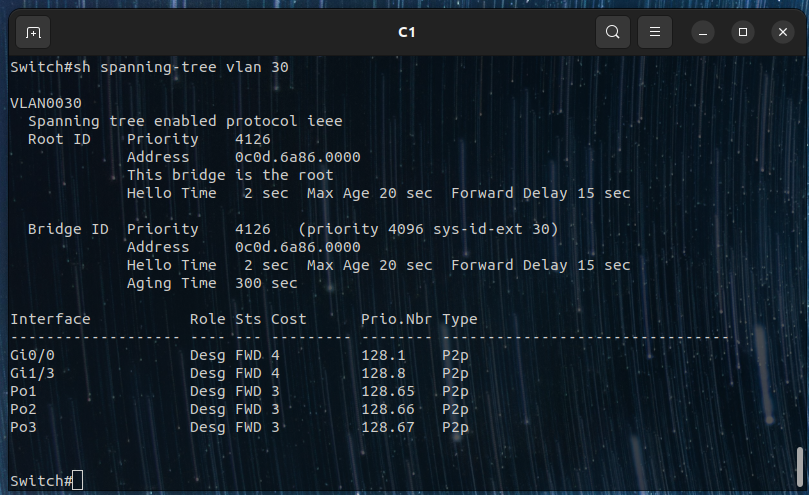 C1
Switch#sh spanning-tree vlan 30
VLAN0030
  Spanning tree enabled protocol ieee
  Root ID    Priority    4126
             Address     0c0d.6a86.0000
             This bridge is the root
             Hello Time   2 sec  Max Age 20 sec  Forward Delay 15 sec
  Bridge ID  Priority    4126   (priority 4096 sys-id-ext 30)
             Address     0c0d.6a86.0000
             Hello Time   2 sec  Max Age 20 sec  Forward Delay 15 sec
             Aging Time  300 sec
Interface           Role Sts Cost      Prio.Nbr Type
------------------- ---- --- --------- -------- --------------------------------
Gi0/0               Desg FWD 4         128.1    P2p
Gi1/3               Desg FWD 4         128.8    P2p
Po1                 Desg FWD 3         128.65   P2p
Po2                 Desg FWD 3         128.66   P2p
Po3                 Desg FWD 3         128.67   P2p
Switch#